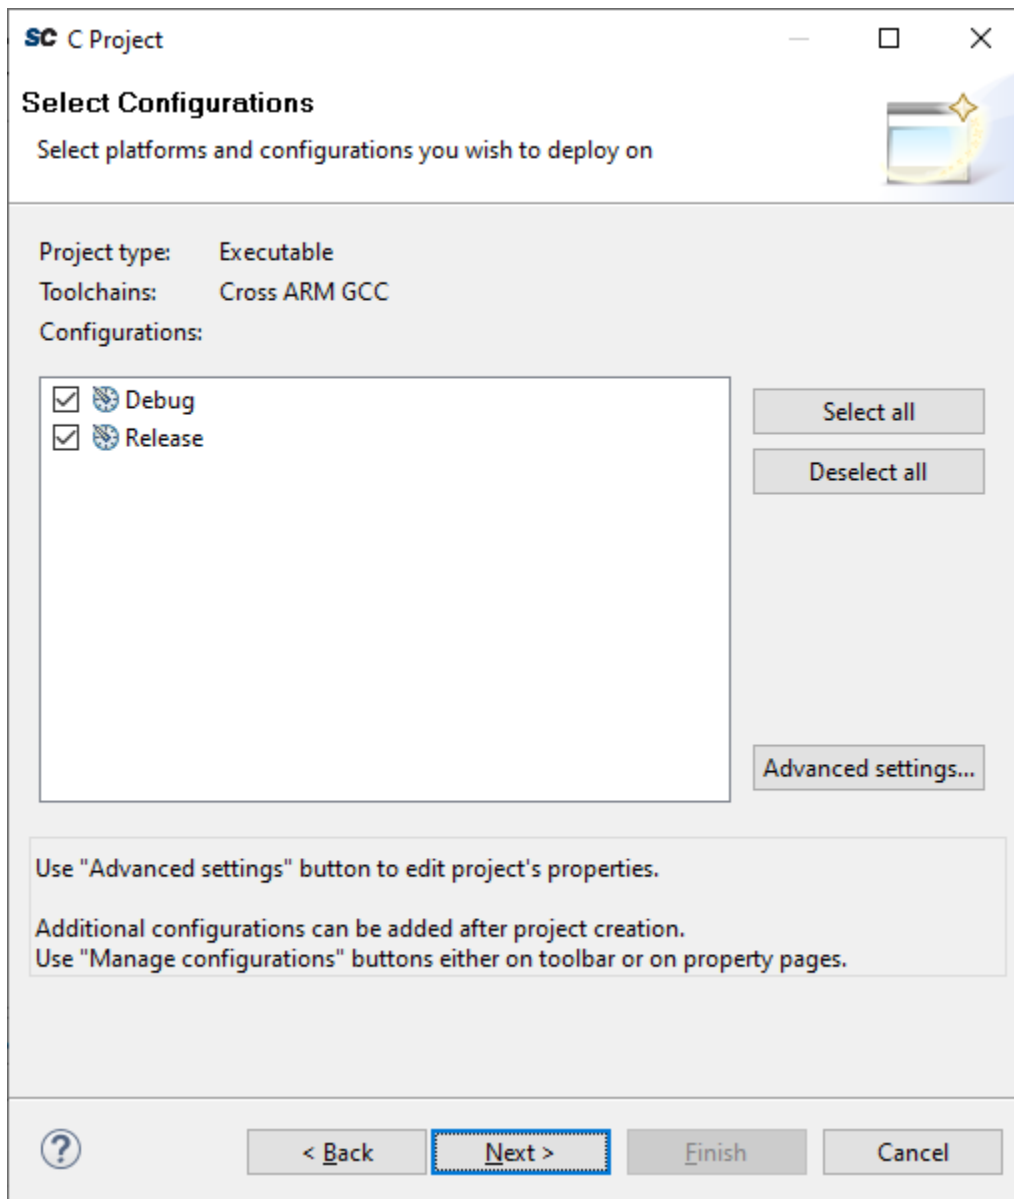 SC C Project
Select Configurations
Select platforms and configurations you wish to deploy on
Project type: Executable
Toolchains: Cross ARM GCC
Configurations:
Debug
Release
Select all
Deselect all
Advanced settings...
Use "Advanced settings" button to edit project's properties.
Additional configurations can be added after project creation.
Use "Manage configurations" buttons either on toolbar or on property pages.
? < Back Next > Finish Cancel